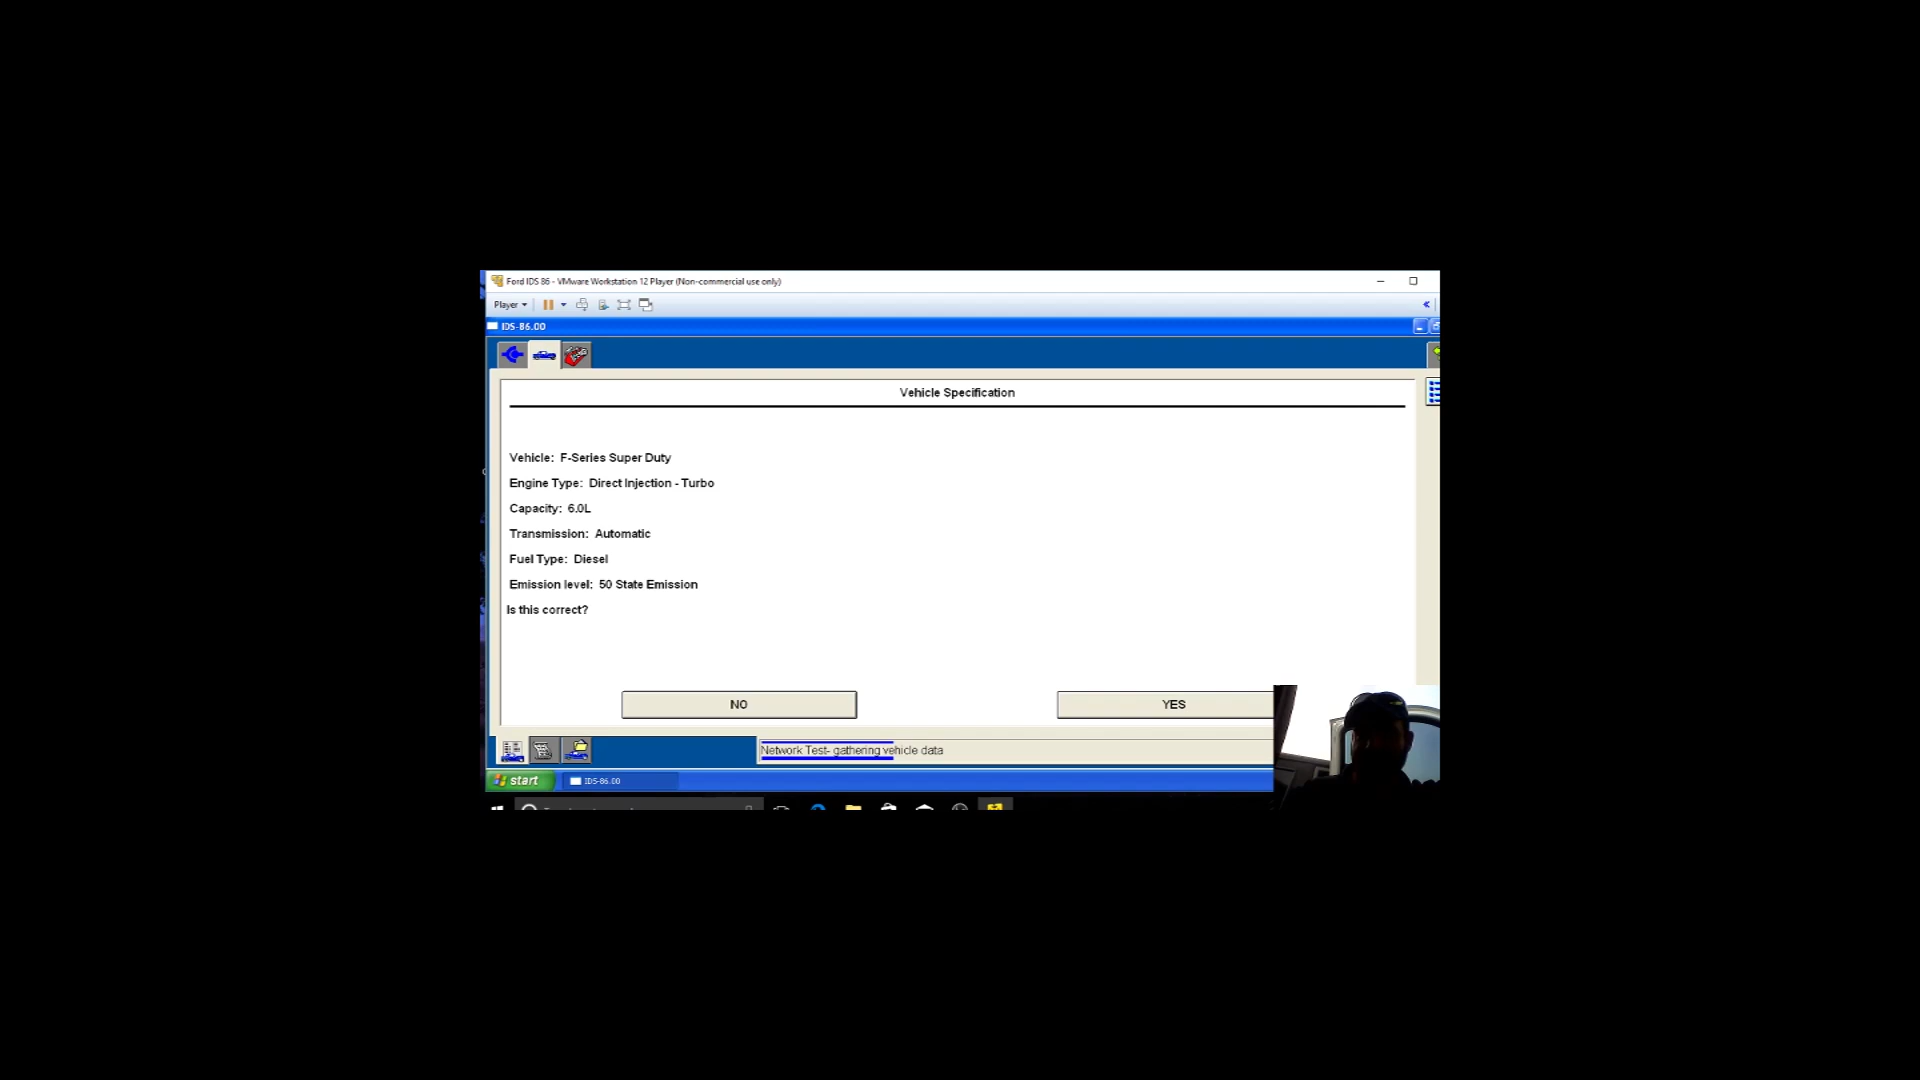 Ford IDS 86 - VMware Workstation 12 Player (Non-commercial use only)
Player
IDS-86.00
Vehicle Specification
Vehicle: F-Series Super Duty
Engine Type: Direct Injection - Turbo
Capacity: 6.0L
Transmission: Automatic
Fuel Type: Diesel
Emission level: 50 State Emission
Is this correct?
NO YES
Network Test- gathering vehicle data
start IDS-86.00